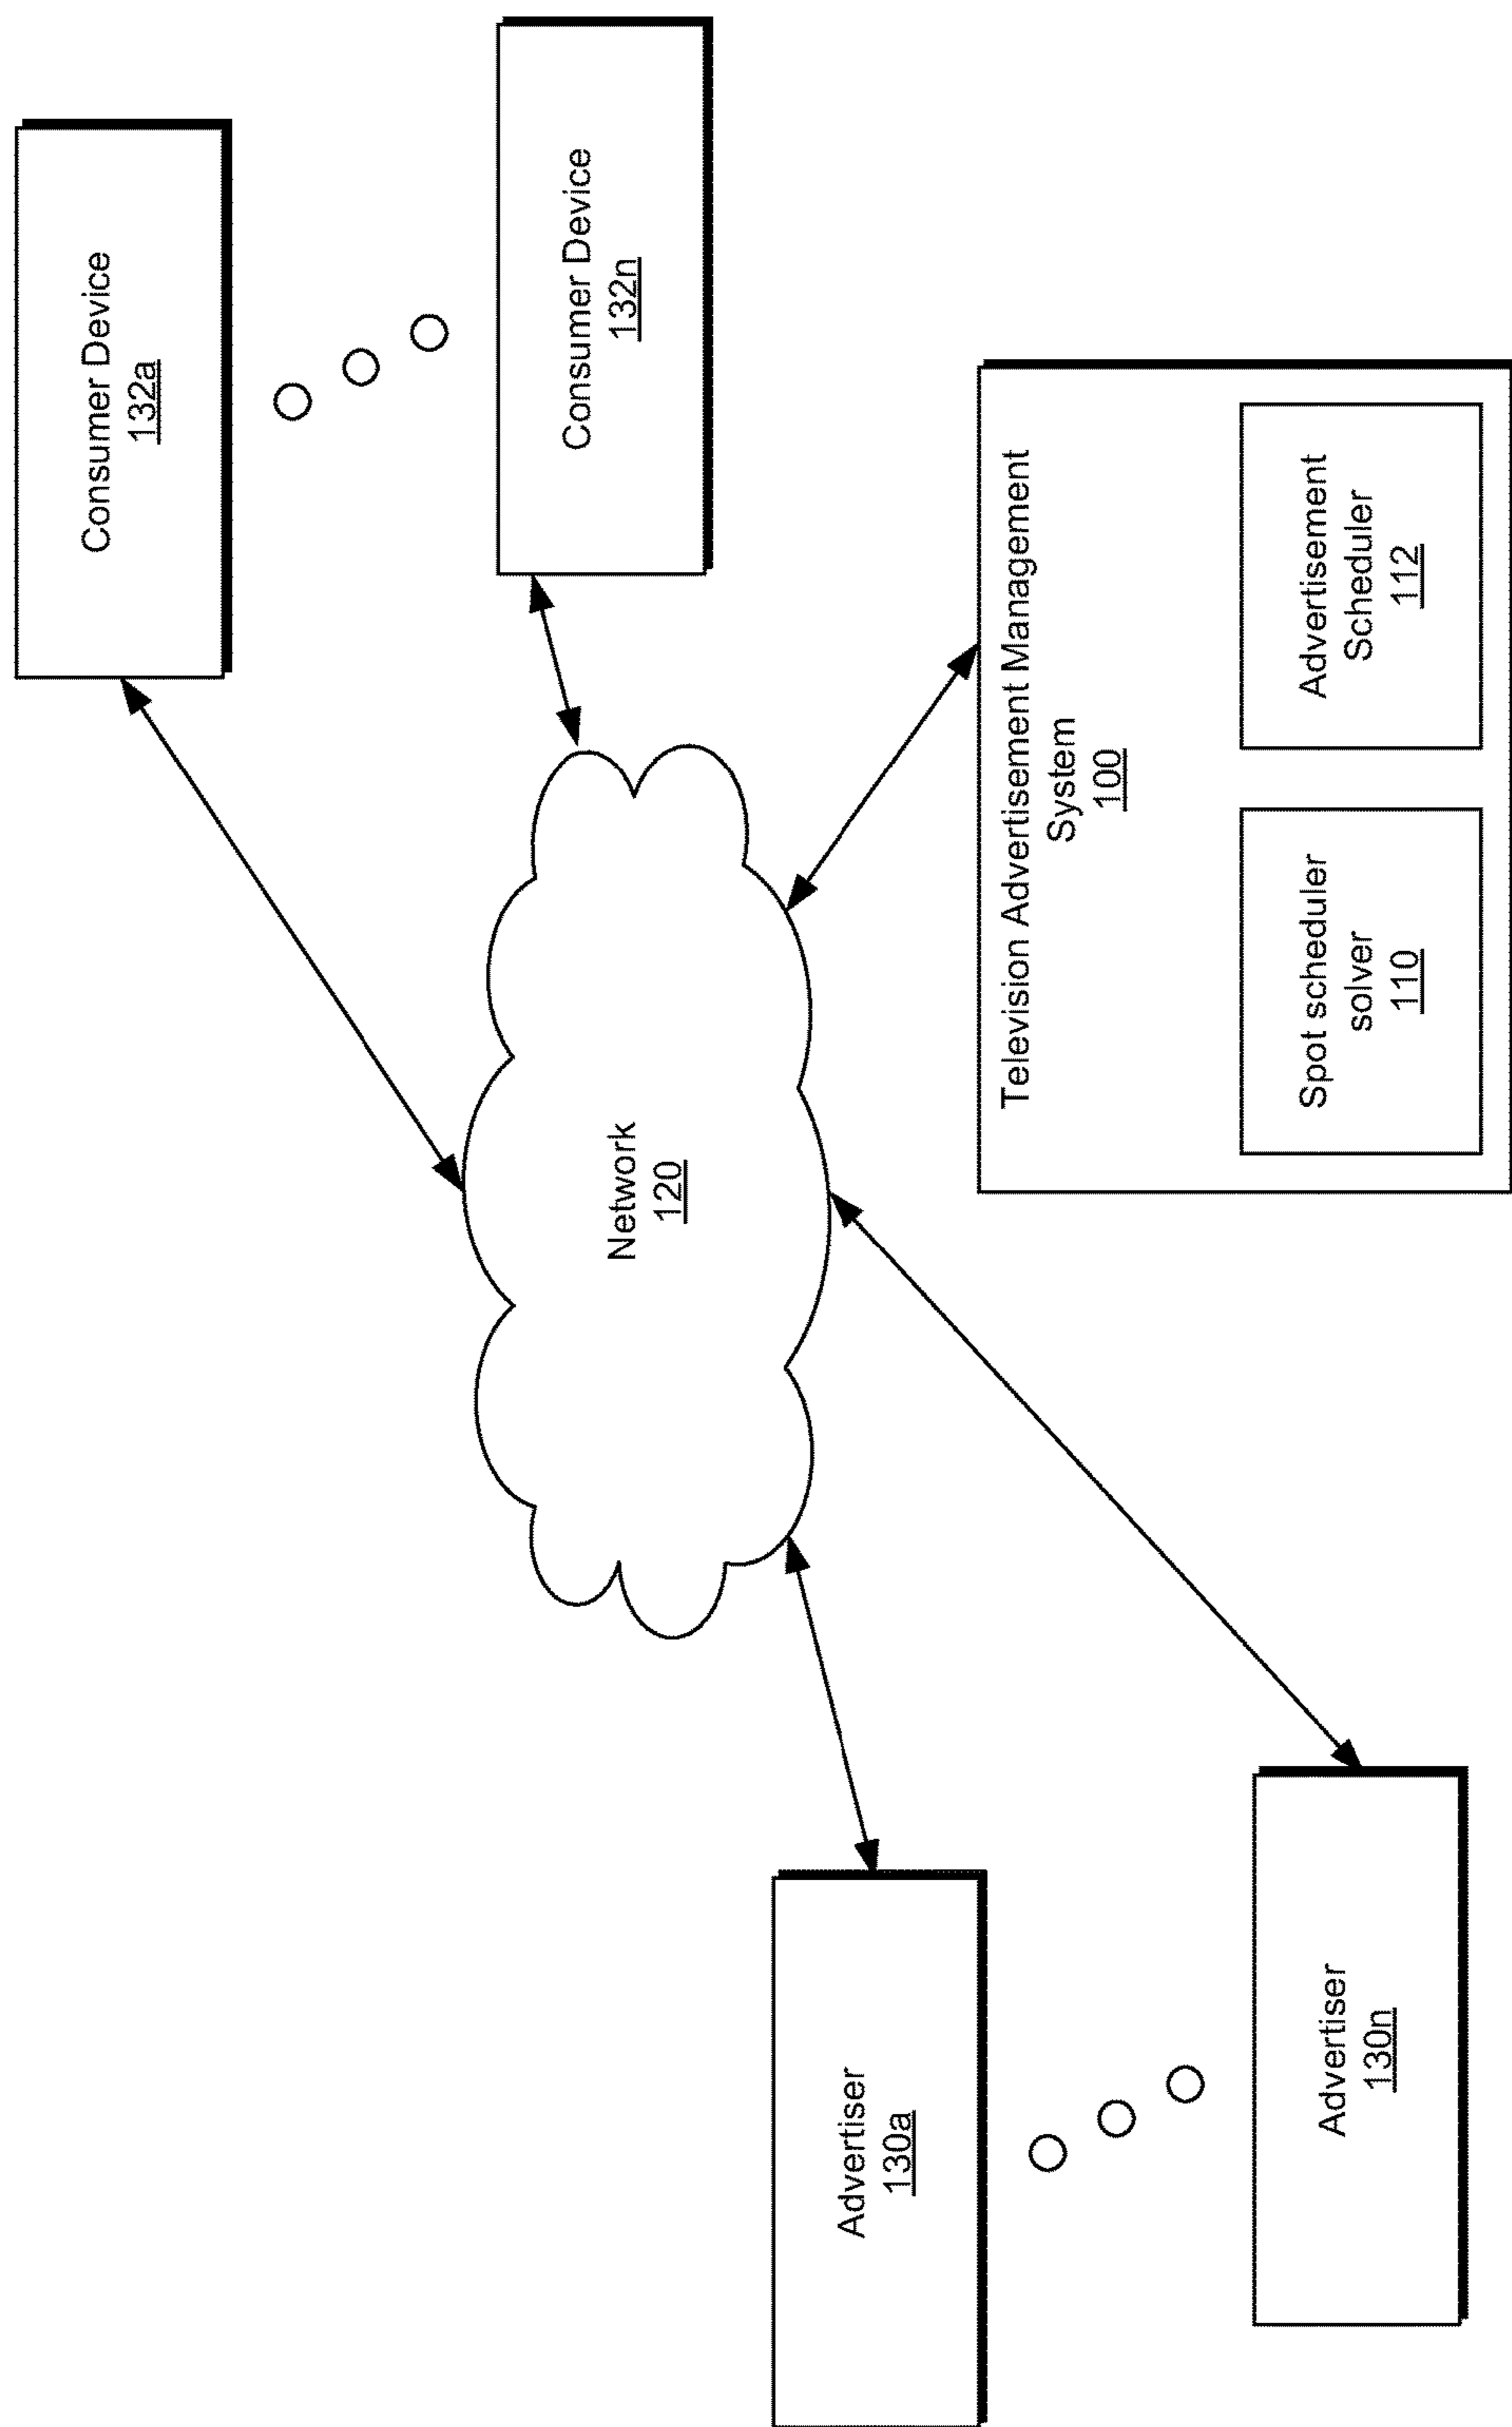 Consumer Device
132a
Consumer Device
132n
Network
120
Television Advertisement Management
System
100
Spot scheduler
solver
110
Advertisement
Scheduler
112
Advertiser
130a
Advertiser
130n